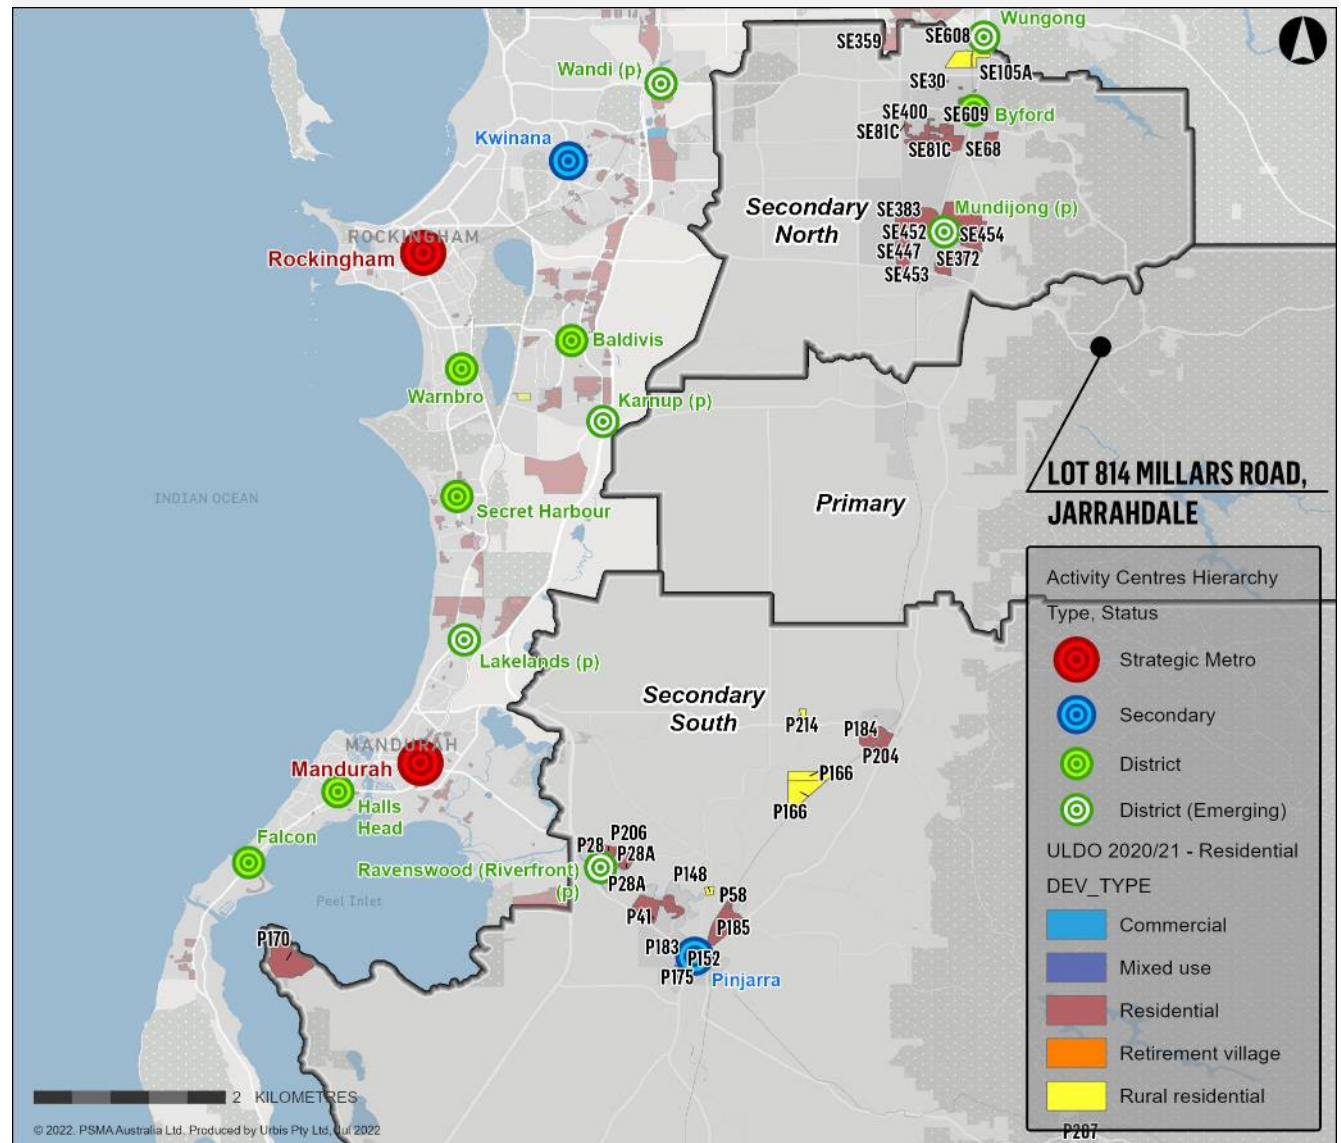 Wungong
SE359
SE608
Wandi (p)
SE105A
SE30
SE400
SE609
Byford
Kwinana
SE81C
SE81C
SE68
Secondary
North
SE383
Mundijong (p)
SE452
SE454
ROCKINGHAM
Rockingham
SE447
SE372
SE453
Baldivis
Warnbro
Karnup (p)
LOT 814 MILLARS ROAD,
JARRAHDALE
INDIAN OCEAN
Secret Harbour
Primary
Activity Centres Hierarchy
Type, Status
Strategic Metro
Secondary
District
District (Emerging)
ULDO 2020/21 - Residential
DEV_TYPE
Commercial
Mixed use
Residential
Retirement village
Rural residential
P287
Lakelands (p)
Secondary
South
P214
P184
P204
MANDURAH
Mandurah
P166
P166
Halls
Head
Falcon
P206
P28
P28A
Ravenswood (Riverfront)
(p)
P28A
P148
P58
Peel Inlet
P41
P185
P170
P183
P152
P175
Pinjarra
2 KILOMETRES
© 2022. PSMA Australia Ltd. Produced by Urbis Pty Ltd, Jul 2022